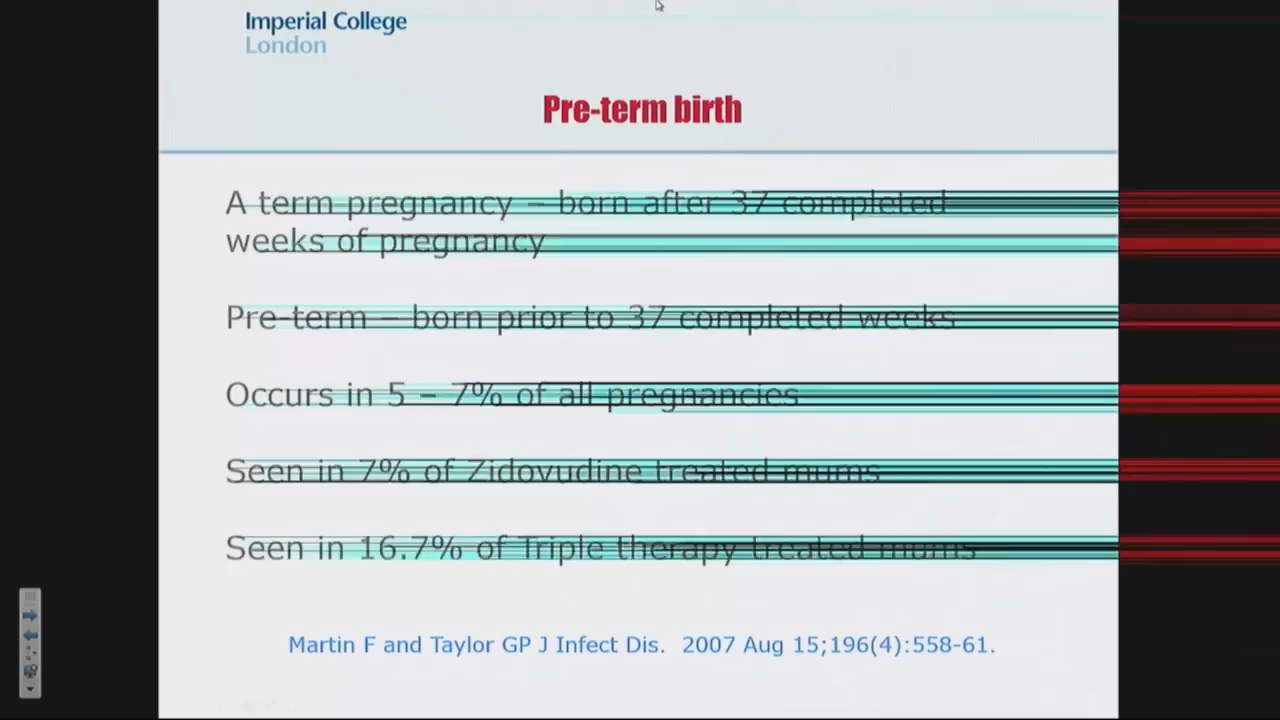 Imperial College
London
Pre-term birth
A term pregnancy – born after 37 completed
weeks of pregnancy
Pre-term – born prior to 37 completed weeks
Occurs in 5 – 7% of all pregnancies
Seen in 7% of Zidovudine treated mums
Seen in 16.7% of Triple therapy treated mums
Martin F and Taylor GP J Infect Dis. 2007 Aug 15;196(4):558-61.